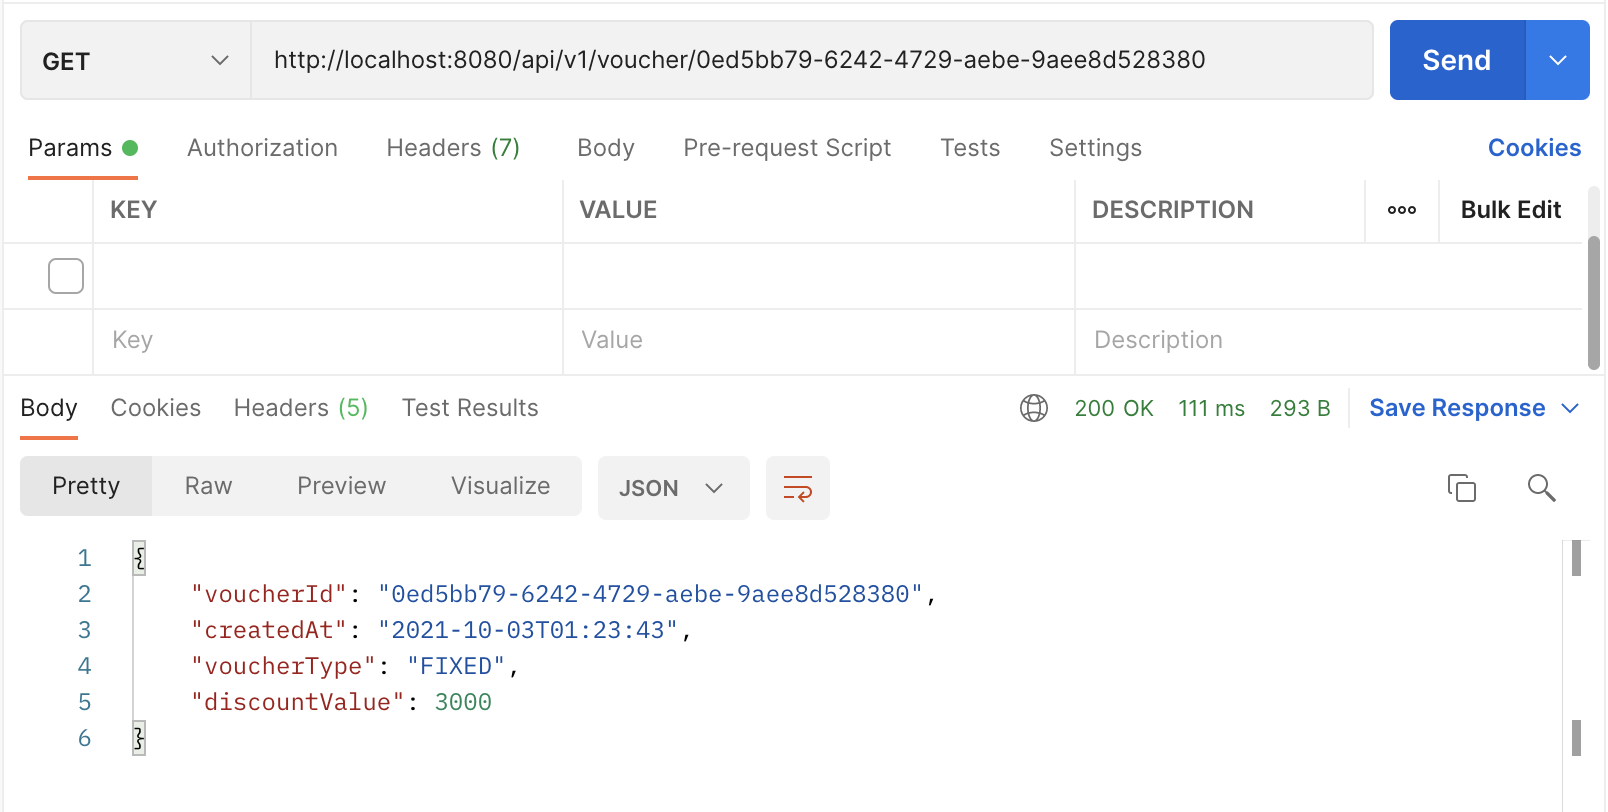 GET http://localhost:8080/api/v1/voucher/0ed5bb79-6242-4729-aebe-9aee8d528380 Send
Params Authorization Headers (7) Body Pre-request Script Tests Settings Cookies
KEY VALUE DESCRIPTION ooo Bulk Edit
Key Value Description
Body Cookies Headers (5) Test Results 200 OK 111 ms 293 B Save Response
Pretty Raw Preview Visualize JSON
1 {
2 "voucherId": "0ed5bb79-6242-4729-aebe-9aee8d528380",
3 "createdAt": "2021-10-03T01:23:43",
4 "voucherType": "FIXED",
5 "discountValue": 3000
6 }